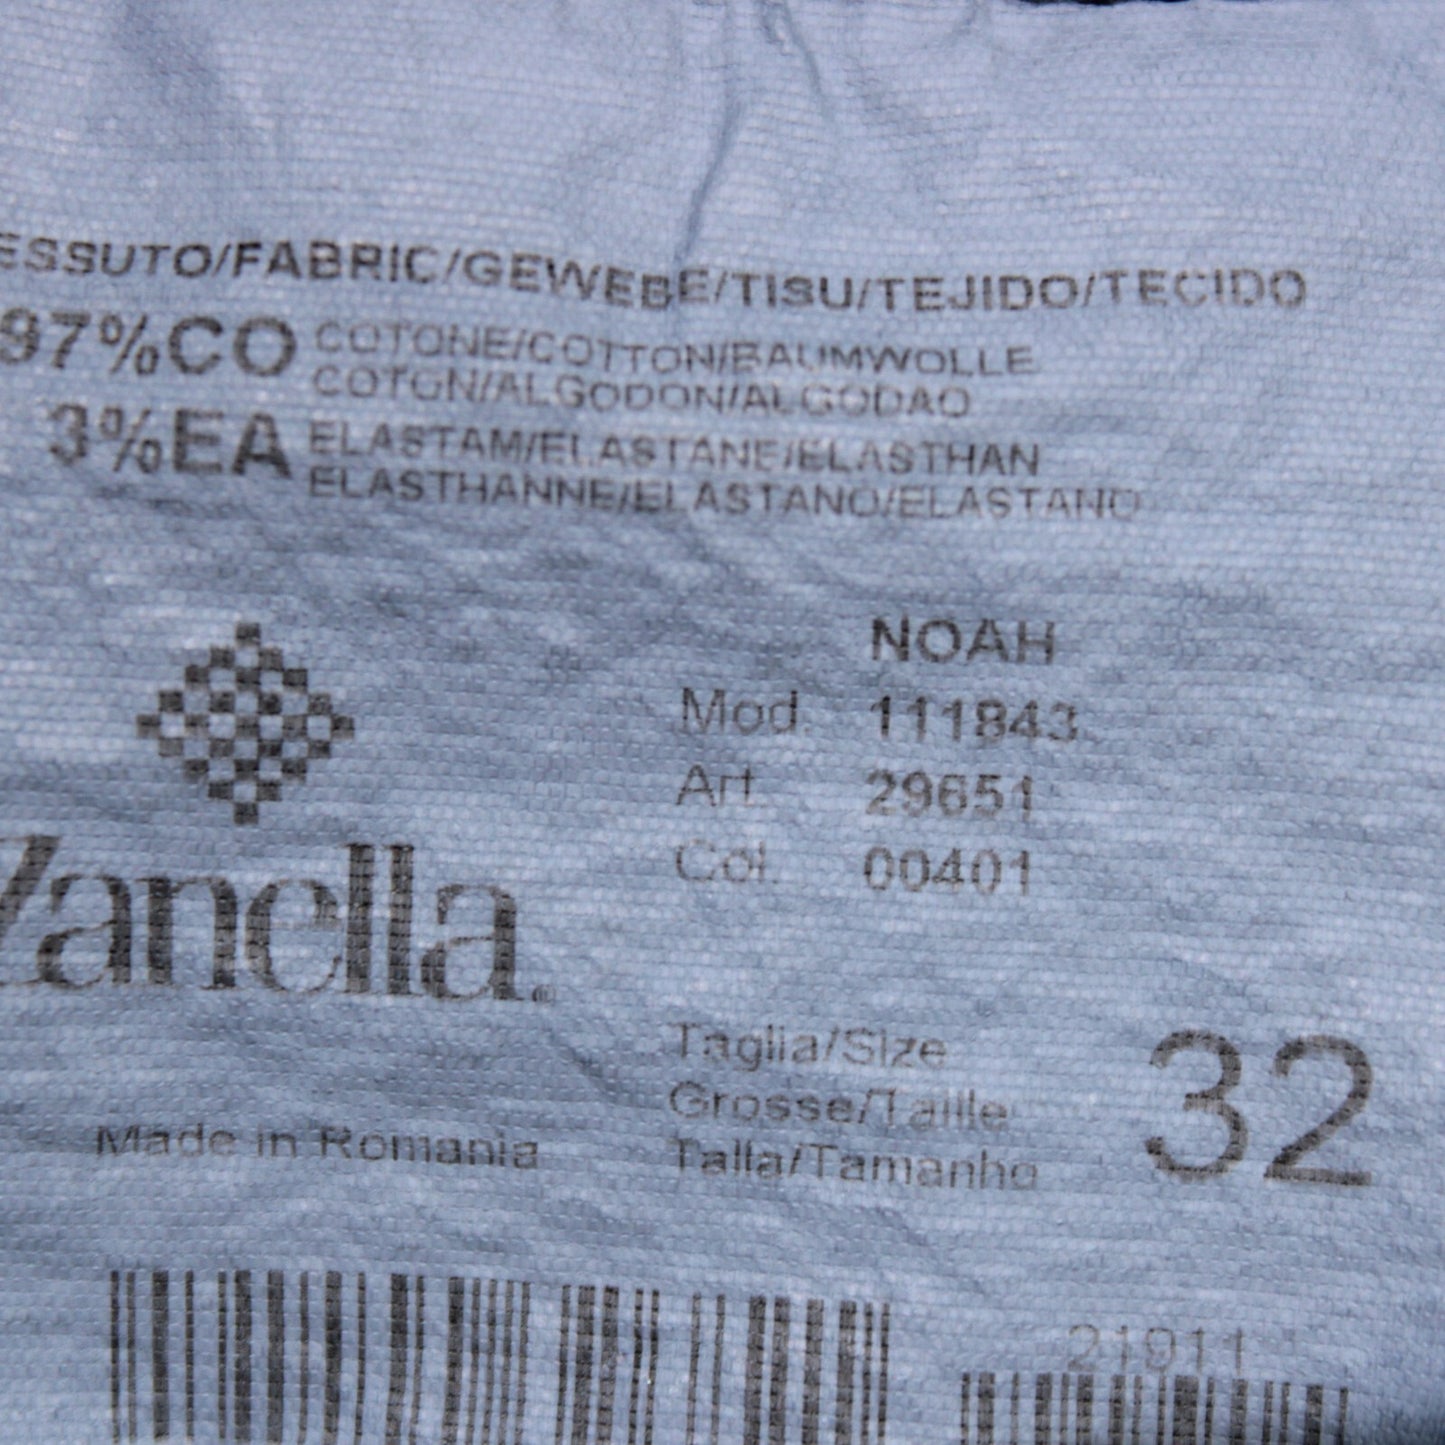 ESSUTO/FABRIC/GEWEBE/TISU/TEJIDO/TECIDO
97%CO COTONE/COTTON/BAUMWOLLE
COTON/ALGODON/ALGODAO
3%EA ELASTAM/ELASTANE/ELASTHAN
ELASTHANNE/ELASTANO/ELASTANO
NOAH
Mod. 111843
Art. 29651
Col. 00401
Zanella.
Taglia/Size
Grosse/Taille
Talla/Tamanho
32
Made in Romania
21911